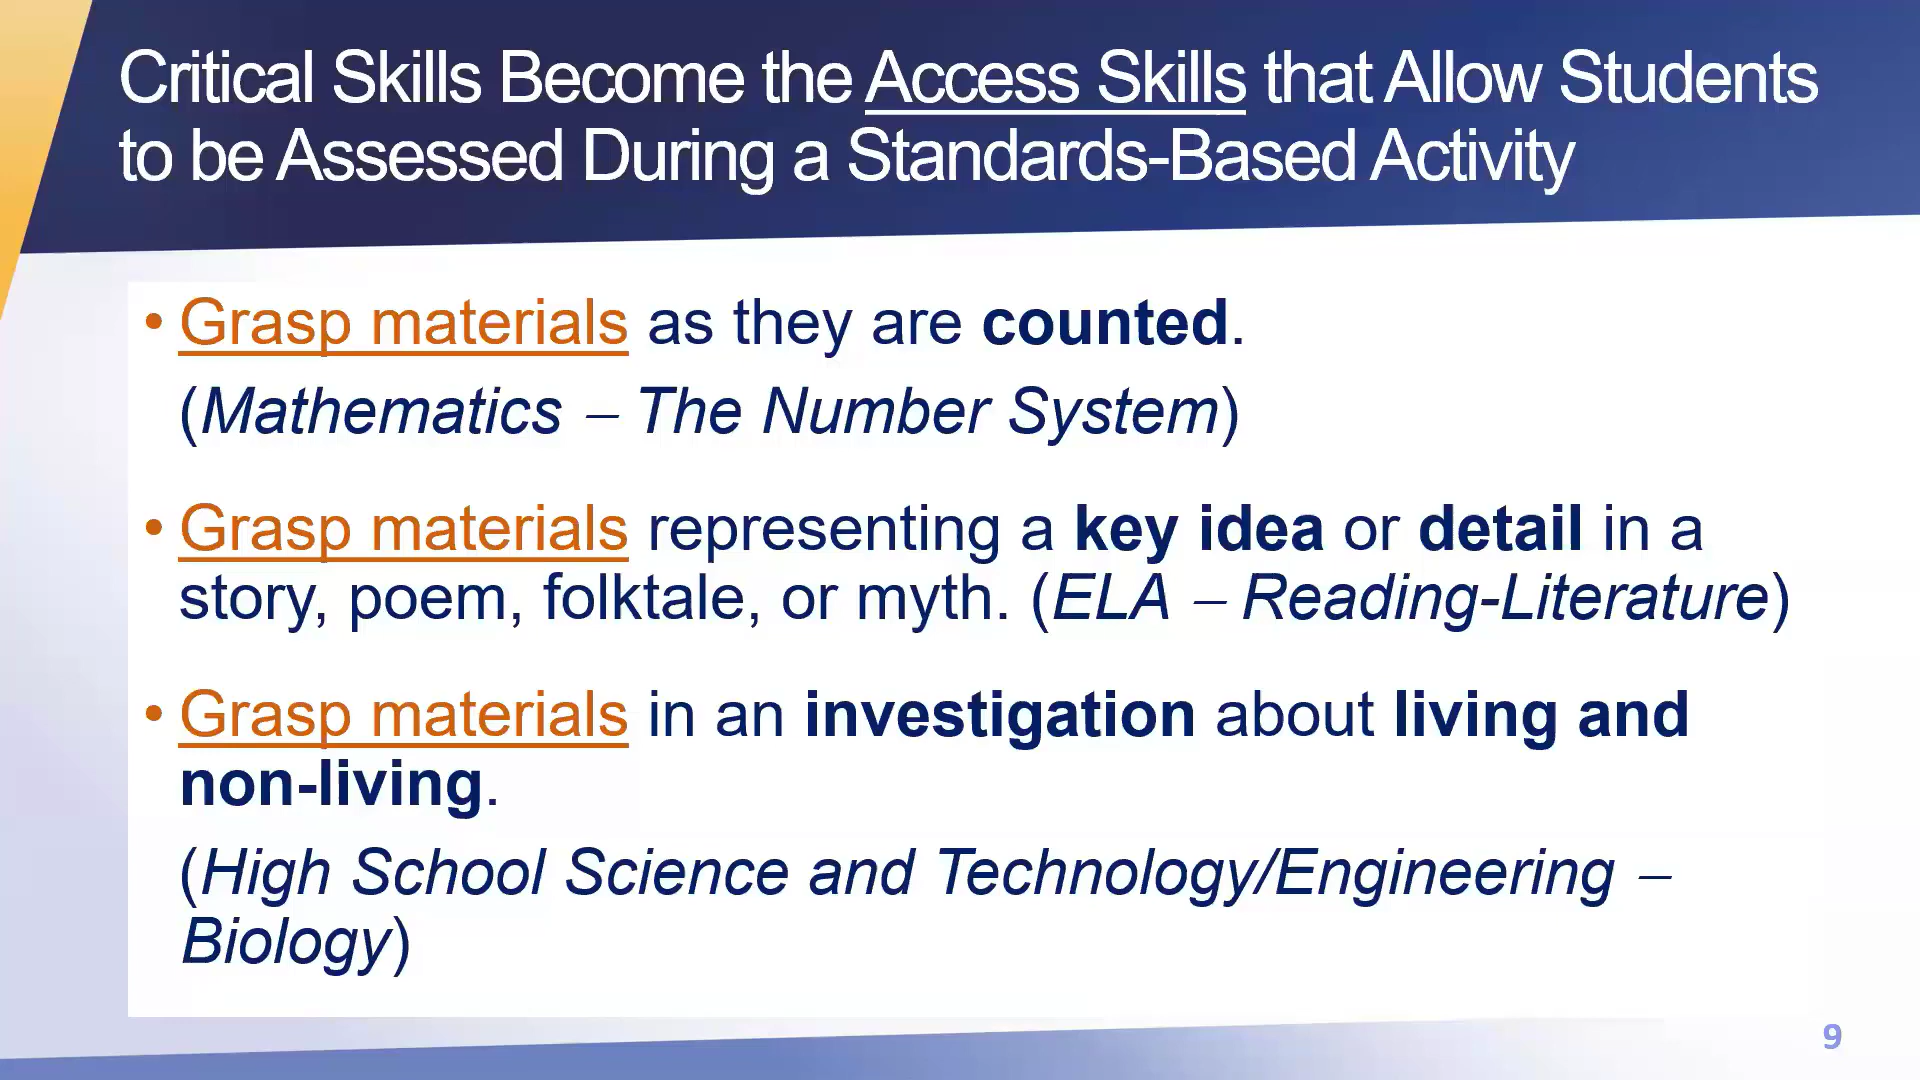 Critical Skills Become the Access Skills that Allow Students
to be Assessed During a Standards-Based Activity
• Grasp materials as they are counted.
(Mathematics – The Number System)
• Grasp materials representing a key idea or detail in a
story, poem, folktale, or myth. (ELA – Reading-Literature)
• Grasp materials in an investigation about living and
non-living.
(High School Science and Technology/Engineering –
Biology)
9